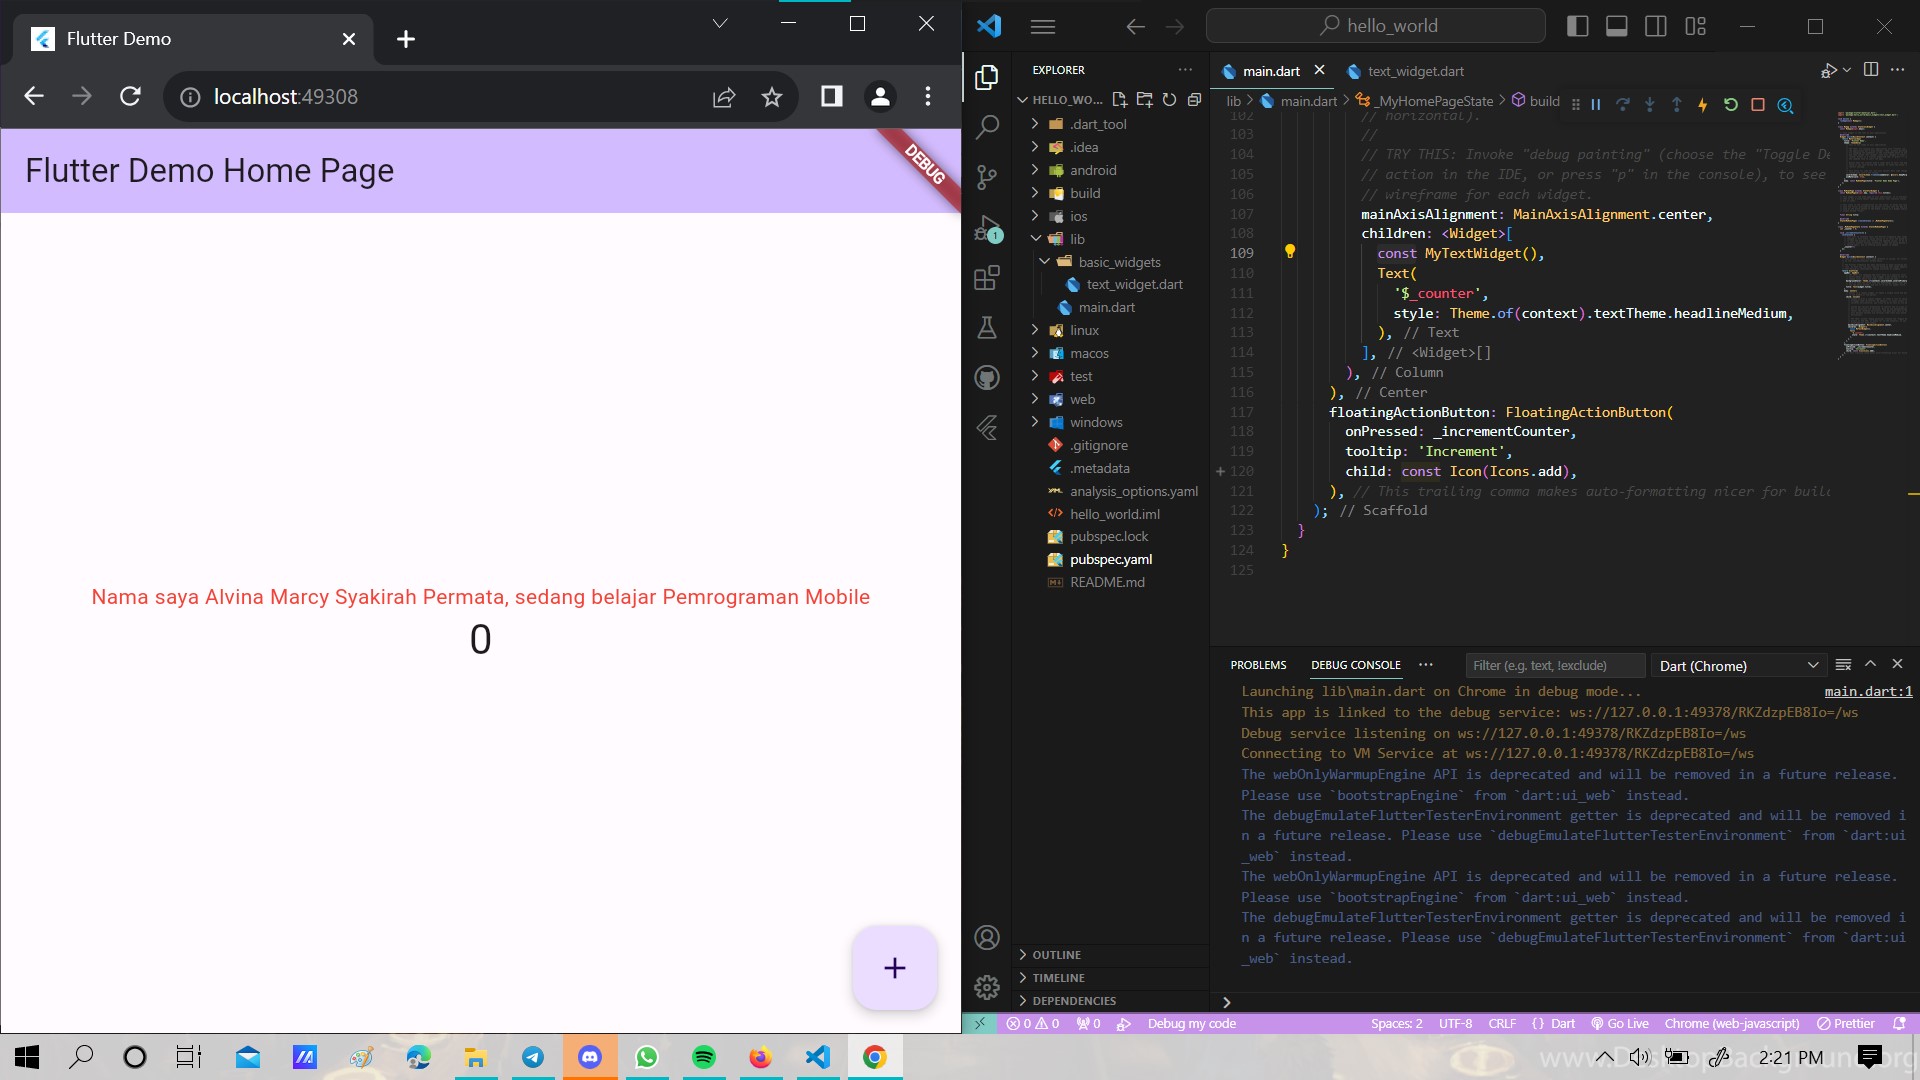 Flutter Demo
localhost:49308
Flutter Demo Home Page
DEBUG
Nama saya Alvina Marcy Syakirah Permata, sedang belajar Pemrograman Mobile
0
+
hello_world
EXPLORER
HELLO_WO...
.dart_tool
.idea
android
build
ios
lib
basic_widgets
text_widget.dart
main.dart
linux
macos
test
web
windows
.gitignore
.metadata
analysis_options.yaml
hello_world.iml
pubspec.lock
pubspec.yaml
README.md
OUTLINE
TIMELINE
DEPENDENCIES
main.dart
text_widget.dart
lib > main.dart > _MyHomePageState > build
102 // horizontal).
103 //
104 // TRY THIS: Invoke "debug painting" (choose the "Toggle De
105 // action in the IDE, or press "p" in the console), to see
106 // wireframe for each widget.
107 mainAxisAlignment: MainAxisAlignment.center,
108 children: <Widget>[
109 const MyTextWidget(),
110 Text(
111 '$_counter',
112 style: Theme.of(context).textTheme.headlineMedium,
113 ), // Text
114 ], // <Widget>[]
115 ), // Column
116 ), // Center
117 floatingActionButton: FloatingActionButton(
118 onPressed: _incrementCounter,
119 tooltip: 'Increment',
120 child: const Icon(Icons.add),
121 ), // This trailing comma makes auto-formatting nicer for build
122 ); // Scaffold
123 }
124 }
125
PROBLEMS DEBUG CONSOLE ... Filter (e.g. text, !exclude) Dart (Chrome)
Launching lib\main.dart on Chrome in debug mode... main.dart:1
This app is linked to the debug service: ws://127.0.0.1:49378/RKZdzpEB8Io=/ws
Debug service listening on ws://127.0.0.1:49378/RKZdzpEB8Io=/ws
Connecting to VM Service at ws://127.0.0.1:49378/RKZdzpEB8Io=/ws
The webOnlyWarmupEngine API is deprecated and will be removed in a future release.
Please use `bootstrapEngine` from `dart:ui_web` instead.
The debugEmulateFlutterTesterEnvironment getter is deprecated and will be removed i
n a future release. Please use `debugEmulateFlutterTesterEnvironment` from `dart:ui
_web` instead.
The webOnlyWarmupEngine API is deprecated and will be removed in a future release.
Please use `bootstrapEngine` from `dart:ui_web` instead.
The debugEmulateFlutterTesterEnvironment getter is deprecated and will be removed i
n a future release. Please use `debugEmulateFlutterTesterEnvironment` from `dart:ui
_web` instead.
0 0 0 Debug my code Spaces: 2 UTF-8 CRLF {} Dart Go Live Chrome (web-javascript) Prettier
2:21 PM